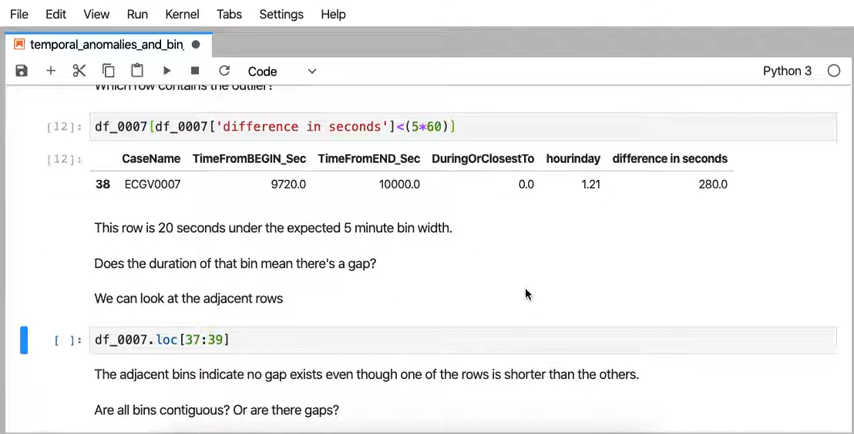 File Edit View Run Kernel Tabs Settings Help
temporal_anomalies_and_bin
Code Python 3
Which row contains the outlier?
[12]: df_0007[df_0007['difference in seconds']<(5*60)]
[12]: CaseName TimeFromBEGIN_Sec TimeFromEND_Sec DuringOrClosestTo hourinday difference in seconds
38 ECGV0007 9720.0 10000.0 0.0 1.21 280.0
This row is 20 seconds under the expected 5 minute bin width.
Does the duration of that bin mean there's a gap?
We can look at the adjacent rows
[ ]: df_0007.loc[37:39]
The adjacent bins indicate no gap exists even though one of the rows is shorter than the others.
Are all bins contiguous? Or are there gaps?